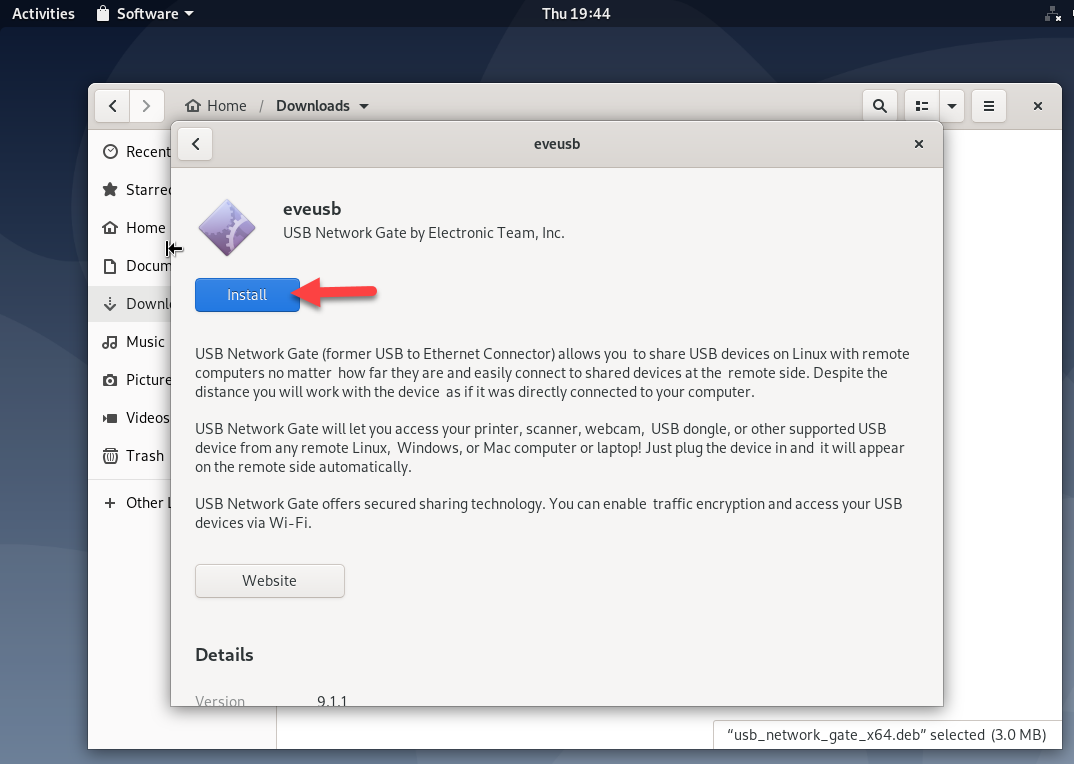 Activities
Software
Thu 19:44
Home / Downloads
eveusb
Recent
Starred
Home
Docum
Downl
Music
Picture
Videos
Trash
+ Other L
eveusb
USB Network Gate by Electronic Team, Inc.
Install
USB Network Gate (former USB to Ethernet Connector) allows you to share USB devices on Linux with remote
computers no matter how far they are and easily connect to shared devices at the remote side. Despite the
distance you will work with the device as if it was directly connected to your computer.
USB Network Gate will let you access your printer, scanner, webcam, USB dongle, or other supported USB
device from any remote Linux, Windows, or Mac computer or laptop! Just plug the device in and it will appear
on the remote side automatically.
USB Network Gate offers secured sharing technology. You can enable traffic encryption and access your USB
devices via Wi-Fi.
Website
Details
Version 9.1.1
“usb_network_gate_x64.deb” selected (3.0 MB)